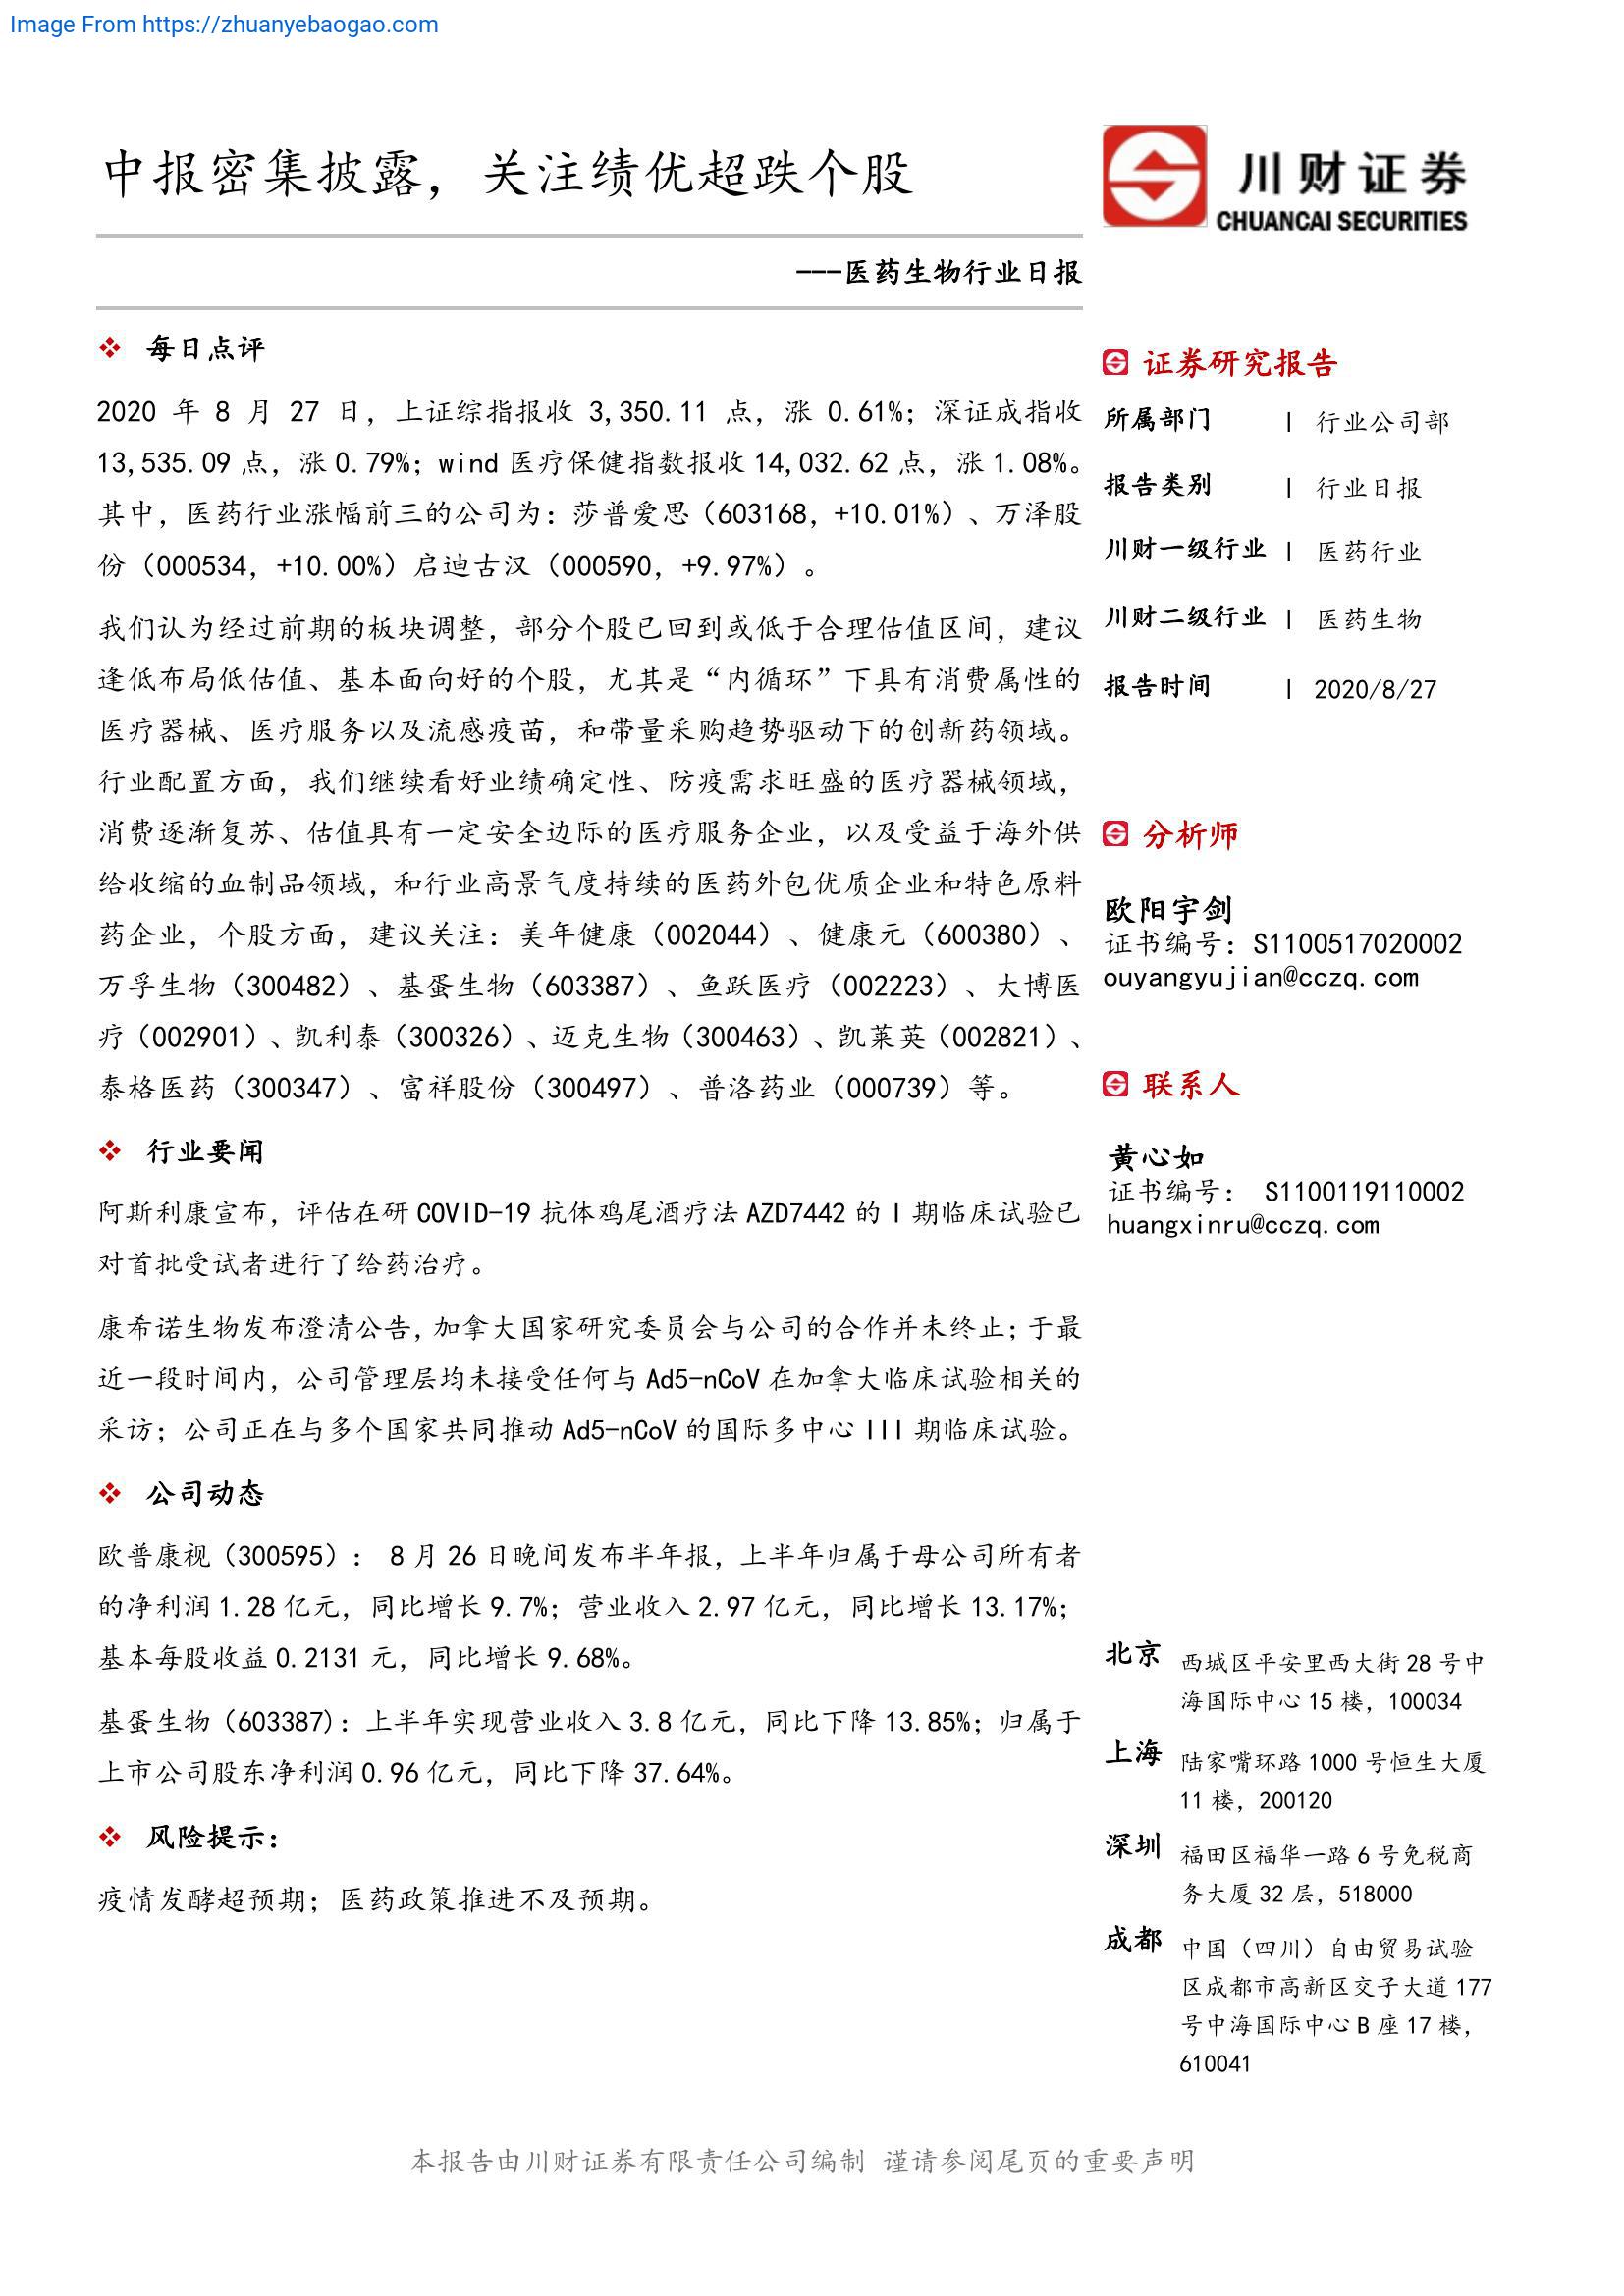 Image From https://zhuanyebaogao.com
中报密集披露，关注绩优超跌个股
---医药生物行业日报
❖ 每日点评
2020 年 8 月 27 日，上证综指报收 3,350.11 点，涨 0.61%；深证成指收
13,535.09 点，涨 0.79%；wind 医疗保健指数报收 14,032.62 点，涨 1.08%。
其中，医药行业涨幅前三的公司为：莎普爱思（603168，+10.01%）、万泽股
份（000534，+10.00%）启迪古汉（000590，+9.97%）。
我们认为经过前期的板块调整，部分个股已回到或低于合理估值区间，建议
逢低布局低估值、基本面向好的个股，尤其是“内循环”下具有消费属性的
医疗器械、医疗服务以及流感疫苗，和带量采购趋势驱动下的创新药领域。
行业配置方面，我们继续看好业绩确定性、防疫需求旺盛的医疗器械领域，
消费逐渐复苏、估值具有一定安全边际的医疗服务企业，以及受益于海外供
给收缩的血制品领域，和行业高景气度持续的医药外包优质企业和特色原料
药企业，个股方面，建议关注：美年健康（002044）、健康元（600380）、
万孚生物（300482）、基蛋生物（603387）、鱼跃医疗（002223）、大博医
疗（002901）、凯利泰（300326）、迈克生物（300463）、凯莱英（002821）、
泰格医药（300347）、富祥股份（300497）、普洛药业（000739）等。
❖ 行业要闻
阿斯利康宣布，评估在研 COVID-19 抗体鸡尾酒疗法 AZD7442 的 I 期临床试验已
对首批受试者进行了给药治疗。
康希诺生物发布澄清公告，加拿大国家研究委员会与公司的合作并未终止；于最
近一段时间内，公司管理层均未接受任何与 Ad5-nCoV 在加拿大临床试验相关的
采访；公司正在与多个国家共同推动 Ad5-nCoV 的国际多中心 III 期临床试验。
❖ 公司动态
欧普康视（300595）： 8 月 26 日晚间发布半年报，上半年归属于母公司所有者
的净利润 1.28 亿元，同比增长 9.7%；营业收入 2.97 亿元，同比增长 13.17%；
基本每股收益 0.2131 元，同比增长 9.68%。
基蛋生物（603387）：上半年实现营业收入 3.8 亿元，同比下降 13.85%；归属于
上市公司股东净利润 0.96 亿元，同比下降 37.64%。
❖ 风险提示：
疫情发酵超预期；医药政策推进不及预期。
川财证券
CHUANCAI SECURITIES
证券研究报告
所属部门 | 行业公司部
报告类别 | 行业日报
川财一级行业 | 医药行业
川财二级行业 | 医药生物
报告时间 | 2020/8/27
分析师
欧阳宇剑
证书编号：S1100517020002
ouyangyujian@cczq.com
联系人
黄心如
证书编号： S1100119110002
huangxinru@cczq.com
北京 西城区平安里西大街 28 号中
海国际中心 15 楼，100034
上海 陆家嘴环路 1000 号恒生大厦
11 楼，200120
深圳 福田区福华一路 6 号免税商
务大厦 32 层，518000
成都 中国（四川）自由贸易试验
区成都市高新区交子大道 177
号中海国际中心 B 座 17 楼，
610041
本报告由川财证券有限责任公司编制 谨请参阅尾页的重要声明